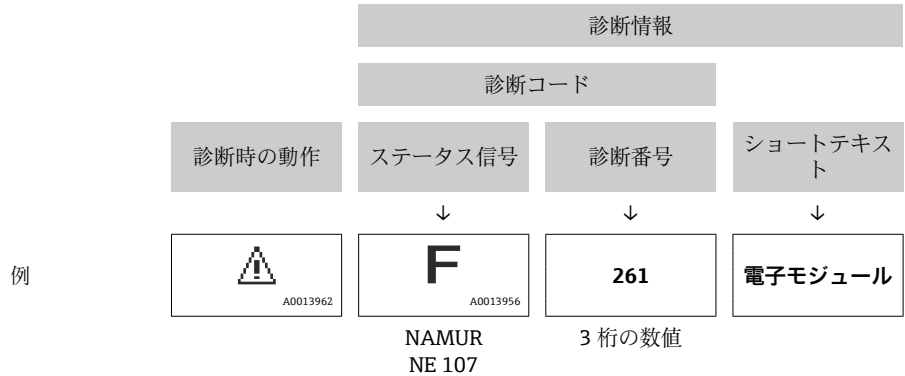 診断情報
診断コード
診断時の動作
ステータス信号
診断番号
ショートテキス
ト
↓
↓
↓
例
A0013962
F
A0013956
261
電子モジュール
NAMUR
NE 107
3 桁の数値